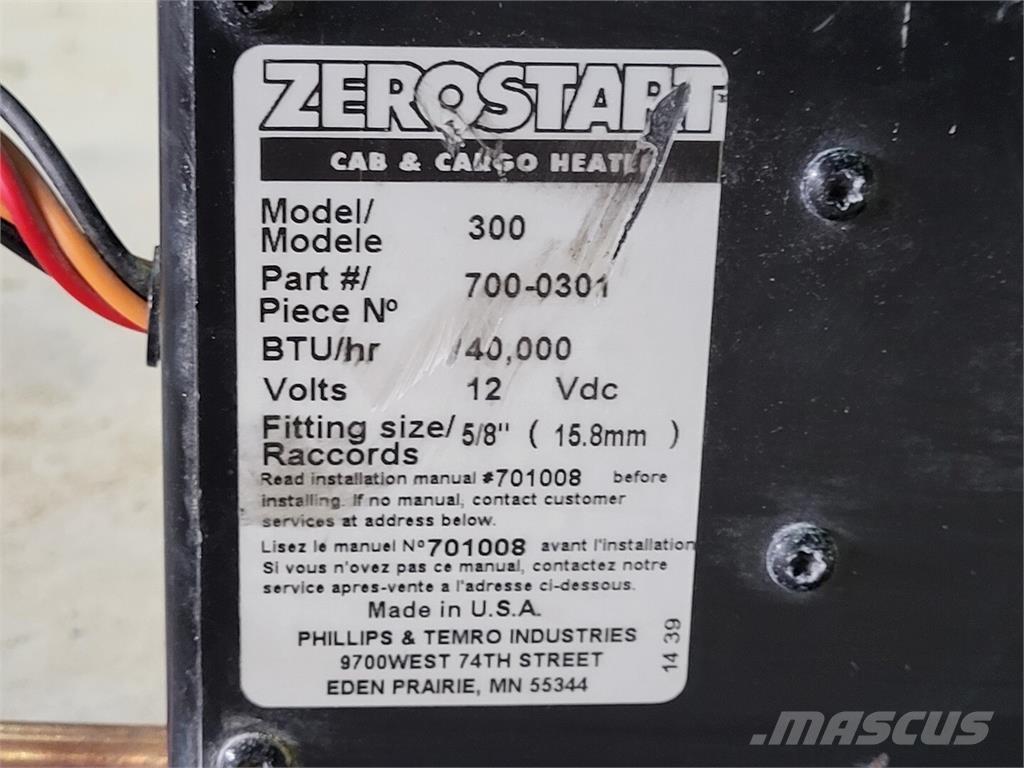 ZEROSTART
CAB & CARGO HEATER
Model/ 300
Modele
Part #/ 700-0301
Piece Nº
BTU/hr 40,000
Volts 12 Vdc
Fitting size/ 5/8" ( 15.8mm )
Raccords
Read installation manual #701008 before
installing. If no manual, contact customer
services at address below.
Lisez le manuel Nº701008 avant l'installation
Si vous n'ovez pas ce manual, contactez notre
service apres-vente a l'adresse ci-dessous.
Made in U.S.A.
PHILLIPS & TEMRO INDUSTRIES
9700WEST 74TH STREET
EDEN PRAIRIE, MN 55344
14 39
MASCUS